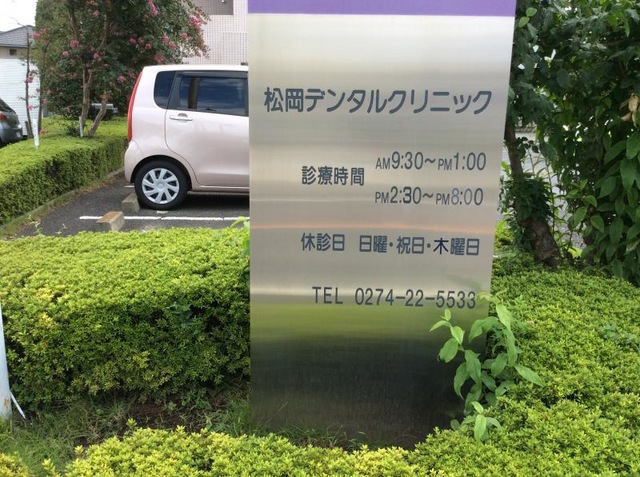 松岡デンタルクリニック
診療時間 AM9:30～PM1:00
PM2:30～PM8:00
休診日 日曜・祝日・木曜日
TEL 0274-22-5533